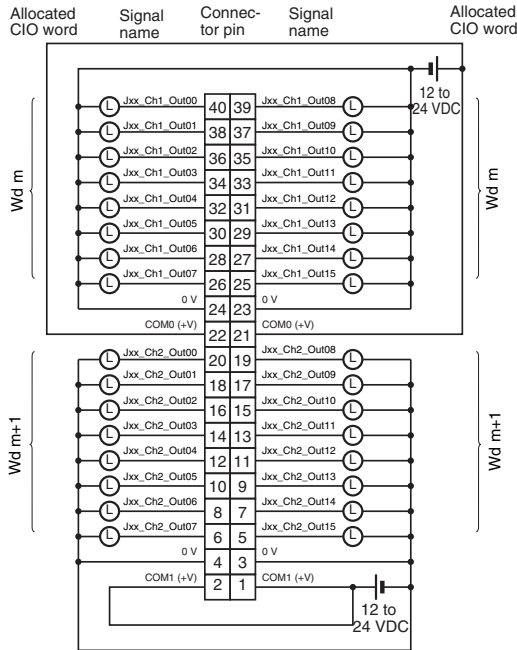 Allocated CIO word Signal name Connec-tor pin Signal name Allocated CIO word
12 to 24 VDC
Wd m
Wd m
Jxx_Ch1_Out00 40 39 Jxx_Ch1_Out08
L L
Jxx_Ch1_Out01 38 37 Jxx_Ch1_Out09
L L
Jxx_Ch1_Out02 36 35 Jxx_Ch1_Out10
L L
Jxx_Ch1_Out03 34 33 Jxx_Ch1_Out11
L L
Jxx_Ch1_Out04 32 31 Jxx_Ch1_Out12
L L
Jxx_Ch1_Out05 30 29 Jxx_Ch1_Out13
L L
Jxx_Ch1_Out06 28 27 Jxx_Ch1_Out14
L L
Jxx_Ch1_Out07 26 25 Jxx_Ch1_Out15
L L
0 V 24 23 0 V
COM0 (+V) 22 21 COM0 (+V)
Wd m+1
Wd m+1
Jxx_Ch2_Out00 20 19 Jxx_Ch2_Out08
L L
Jxx_Ch2_Out01 18 17 Jxx_Ch2_Out09
L L
Jxx_Ch2_Out02 16 15 Jxx_Ch2_Out10
L L
Jxx_Ch2_Out03 14 13 Jxx_Ch2_Out11
L L
Jxx_Ch2_Out04 12 11 Jxx_Ch2_Out12
L L
Jxx_Ch2_Out05 10 9 Jxx_Ch2_Out13
L L
Jxx_Ch2_Out06 8 7 Jxx_Ch2_Out14
L L
Jxx_Ch2_Out07 6 5 Jxx_Ch2_Out15
L L
0 V 4 3 0 V
COM1 (+V) 2 1 COM1 (+V)
12 to
24 VDC